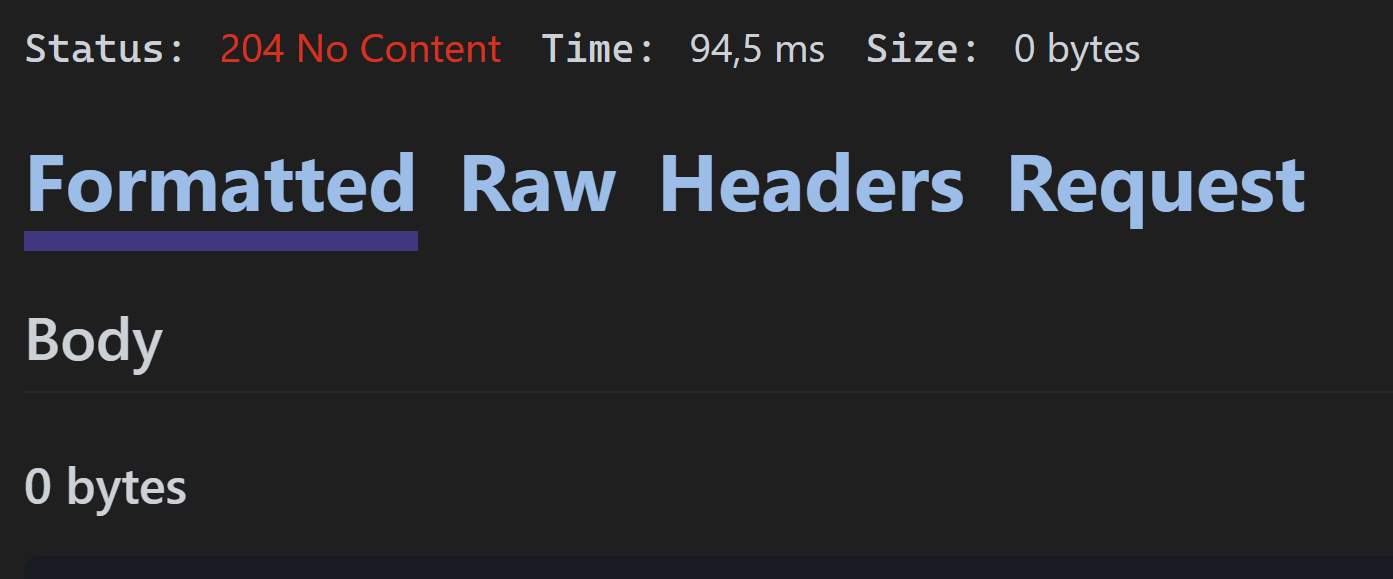 Status: 204 No Content Time: 94,5 ms Size: 0 bytes
Formatted Raw Headers Request
Body
0 bytes